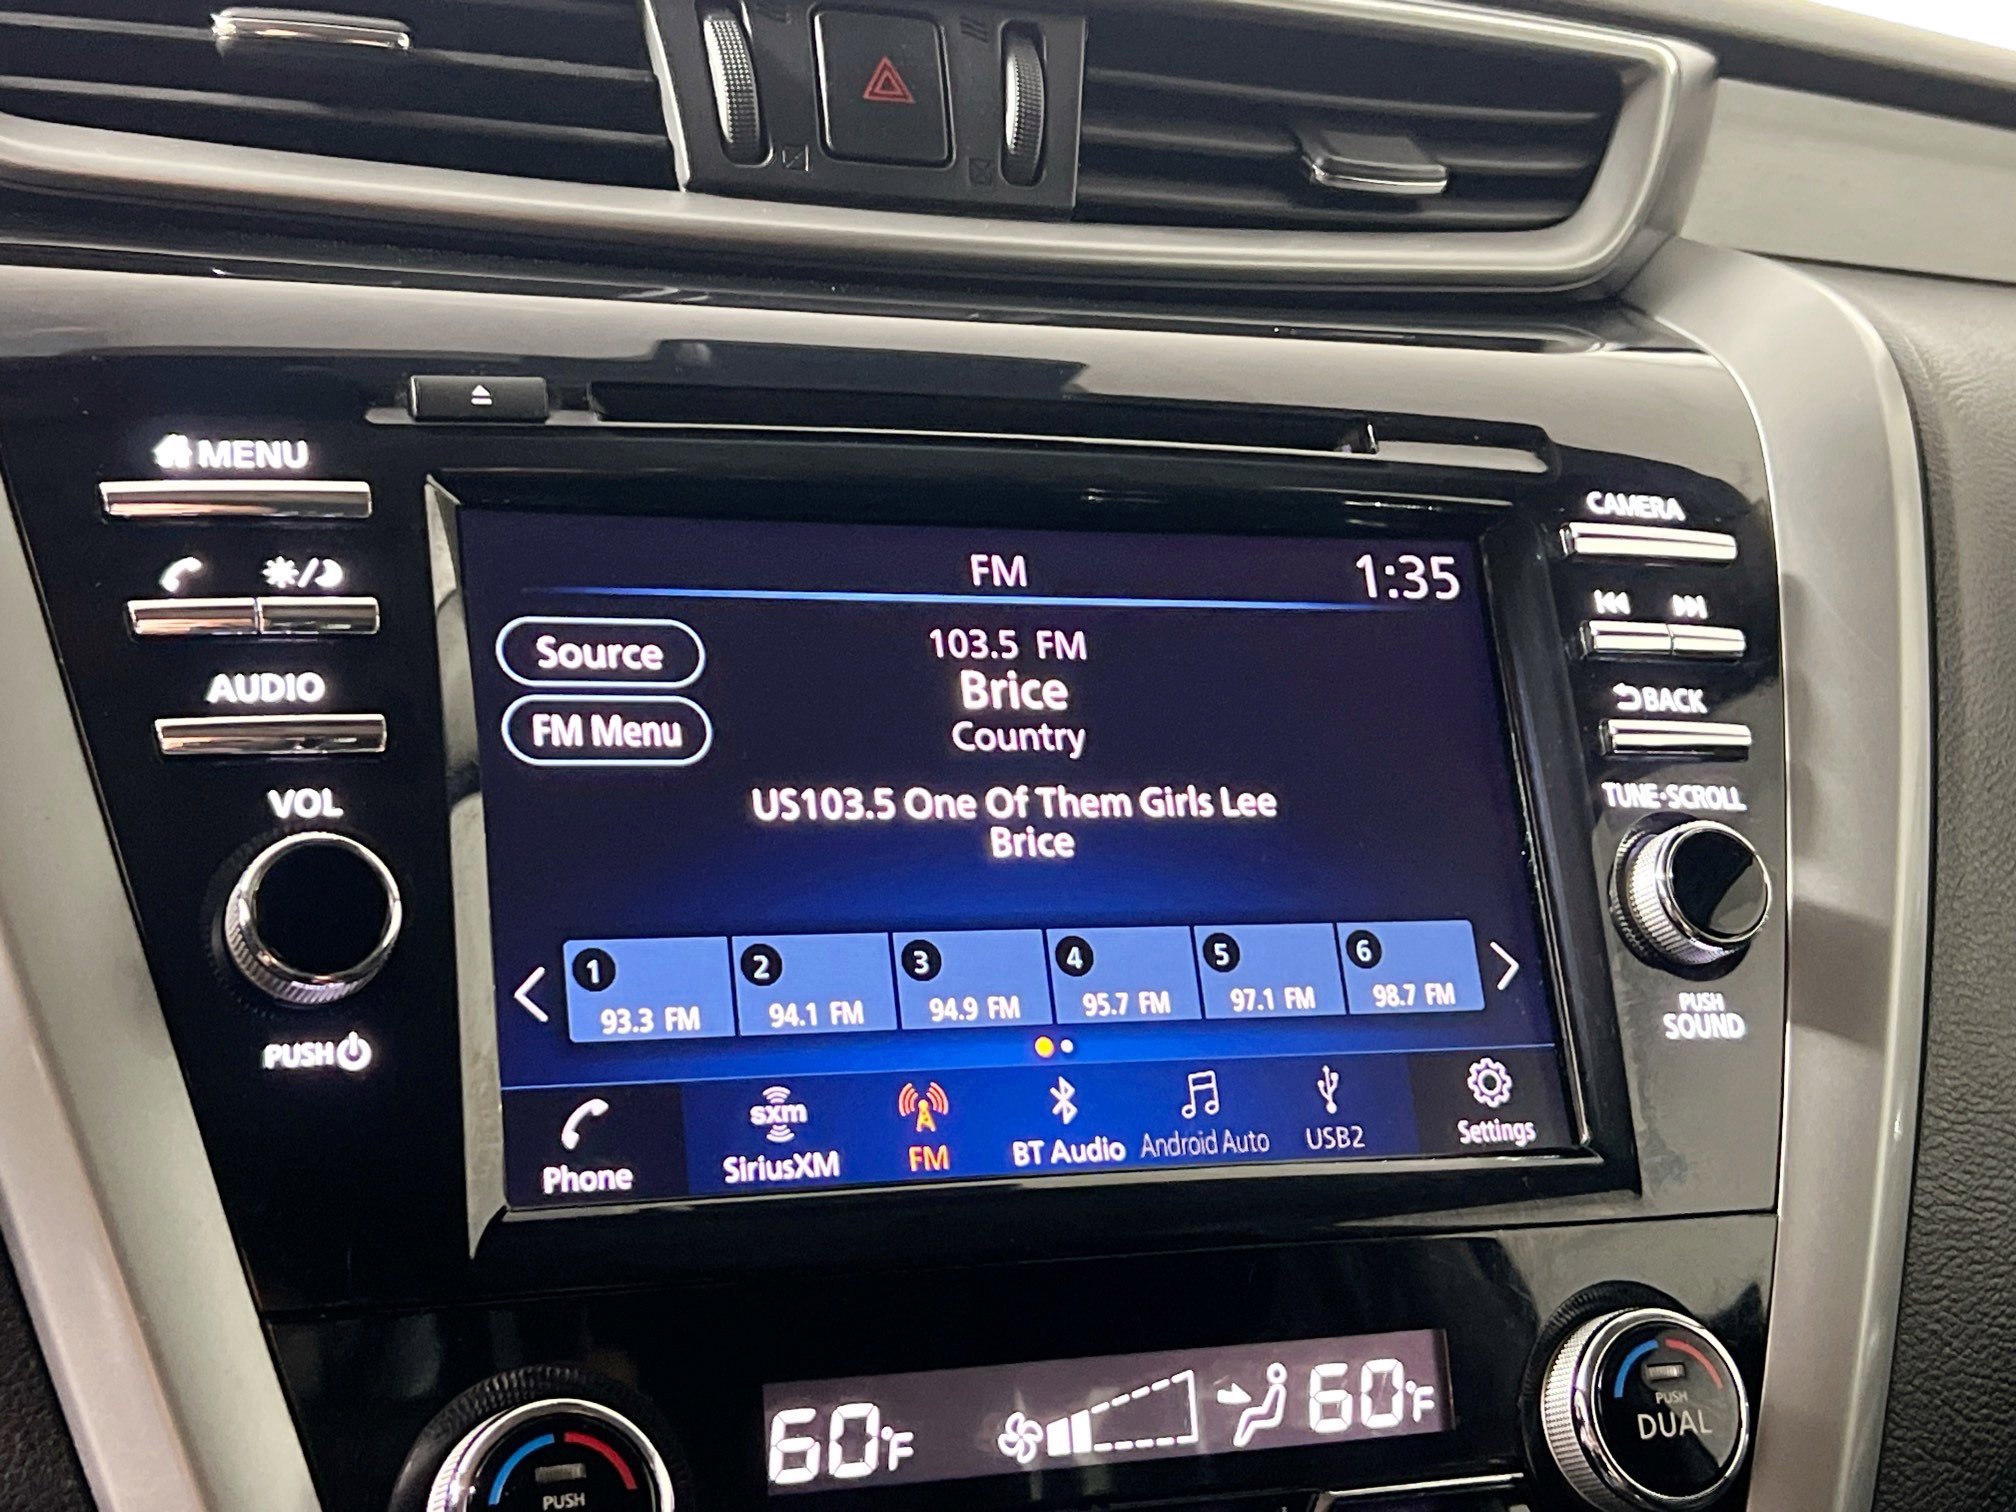 MENU
CAMERA
FM 1:35
Source
103.5 FM
Brice
FM Menu
Country
AUDIO
BACK
US103.5 One Of Them Girls Lee
Brice
VOL
TUNE·SCROLL
1 2 3 4 5 6
93.3 FM 94.1 FM 94.9 FM 95.7 FM 97.1 FM 98.7 FM
PUSH
SOUND
PUSH
sxm
Phone SiriusXM FM BT Audio Android Auto USB2 Settings
60°F 60°F
PUSH
DUAL
PUSH